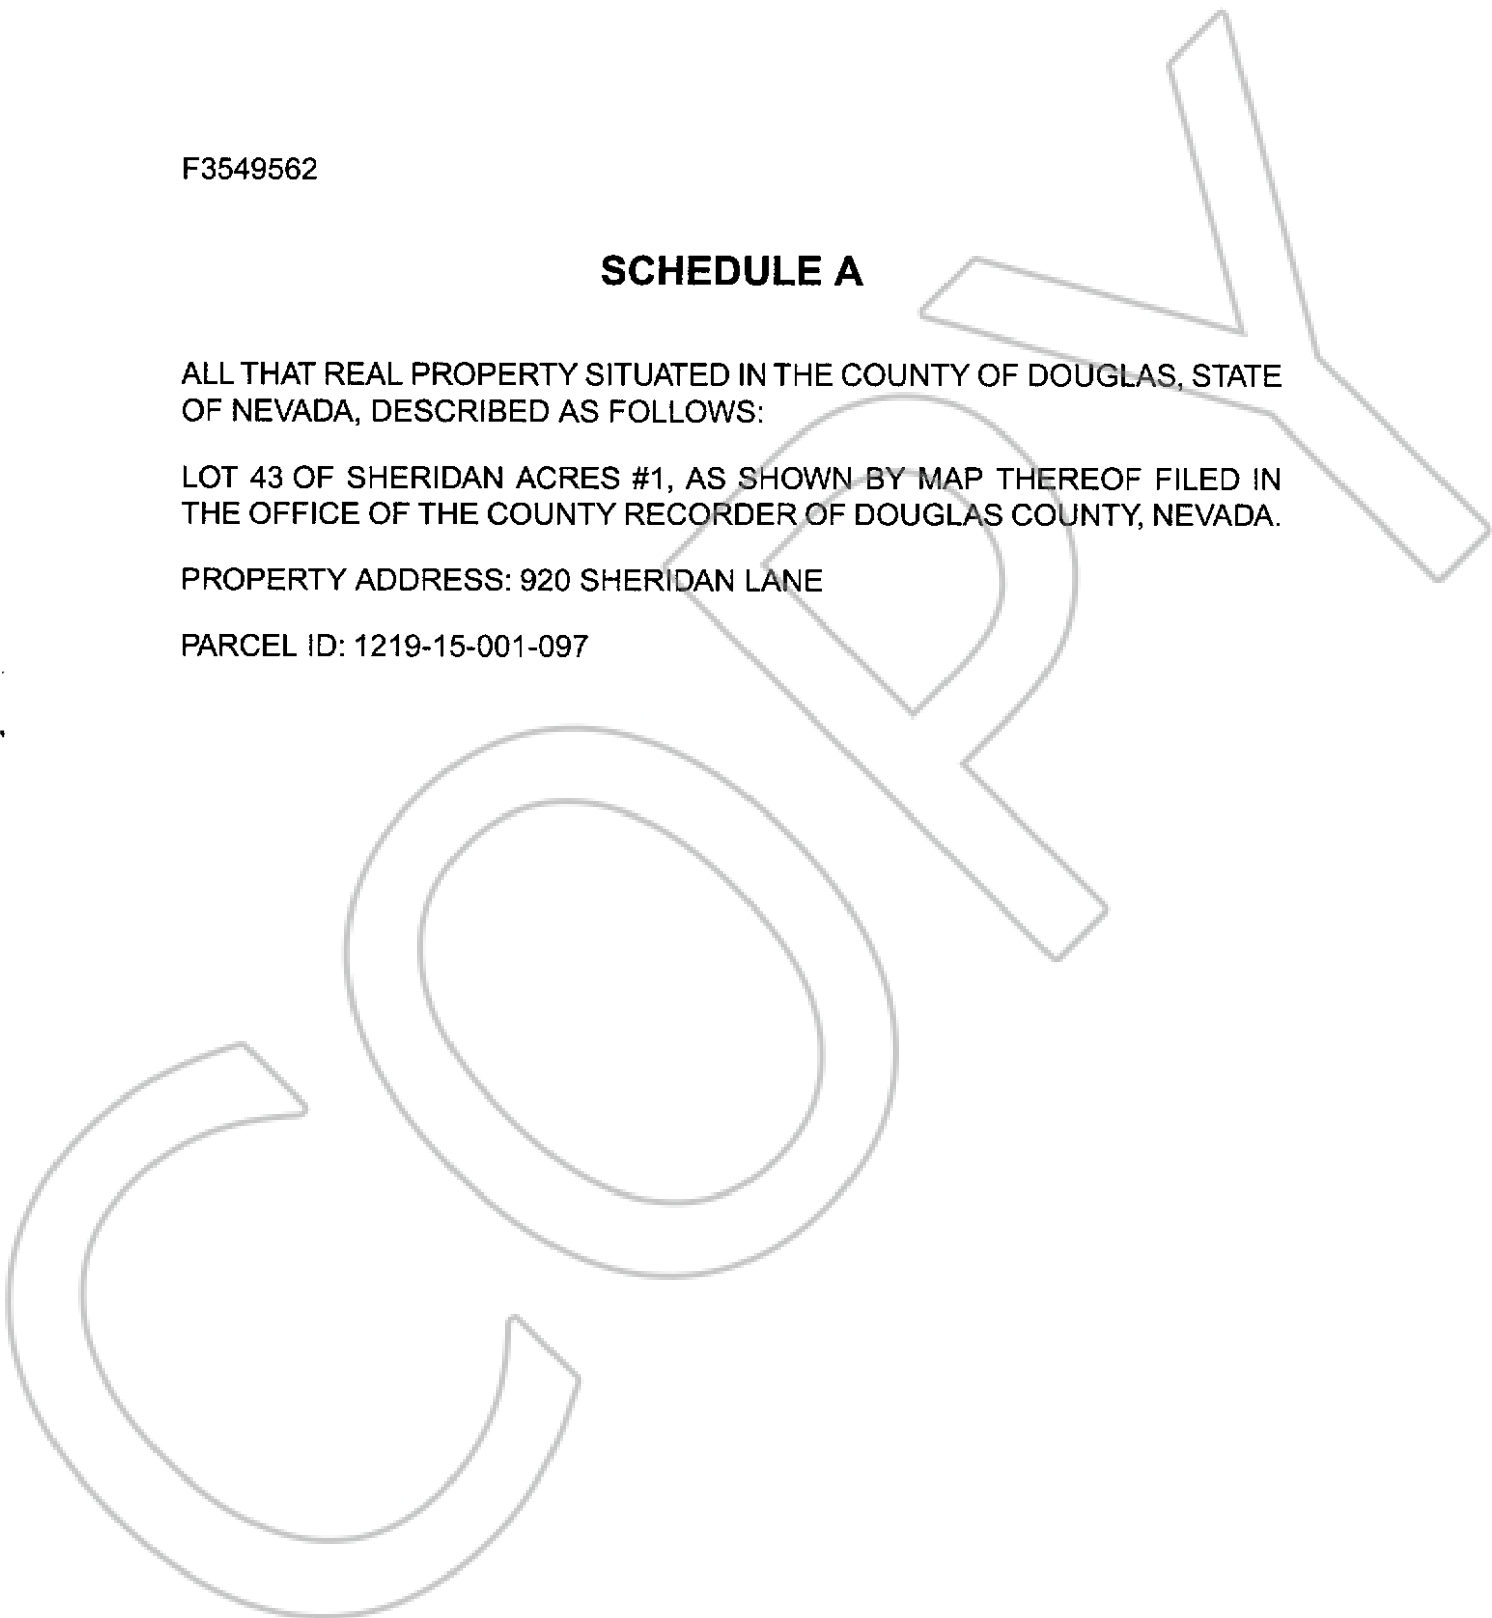 F3549562
SCHEDULE A
ALL THAT REAL PROPERTY SITUATED IN THE COUNTY OF DOUGLAS, STATE
OF NEVADA, DESCRIBED AS FOLLOWS:
LOT 43 OF SHERIDAN ACRES #1, AS SHOWN BY MAP THEREOF FILED IN
THE OFFICE OF THE COUNTY RECORDER OF DOUGLAS COUNTY, NEVADA.
PROPERTY ADDRESS: 920 SHERIDAN LANE
PARCEL ID: 1219-15-001-097
COPY